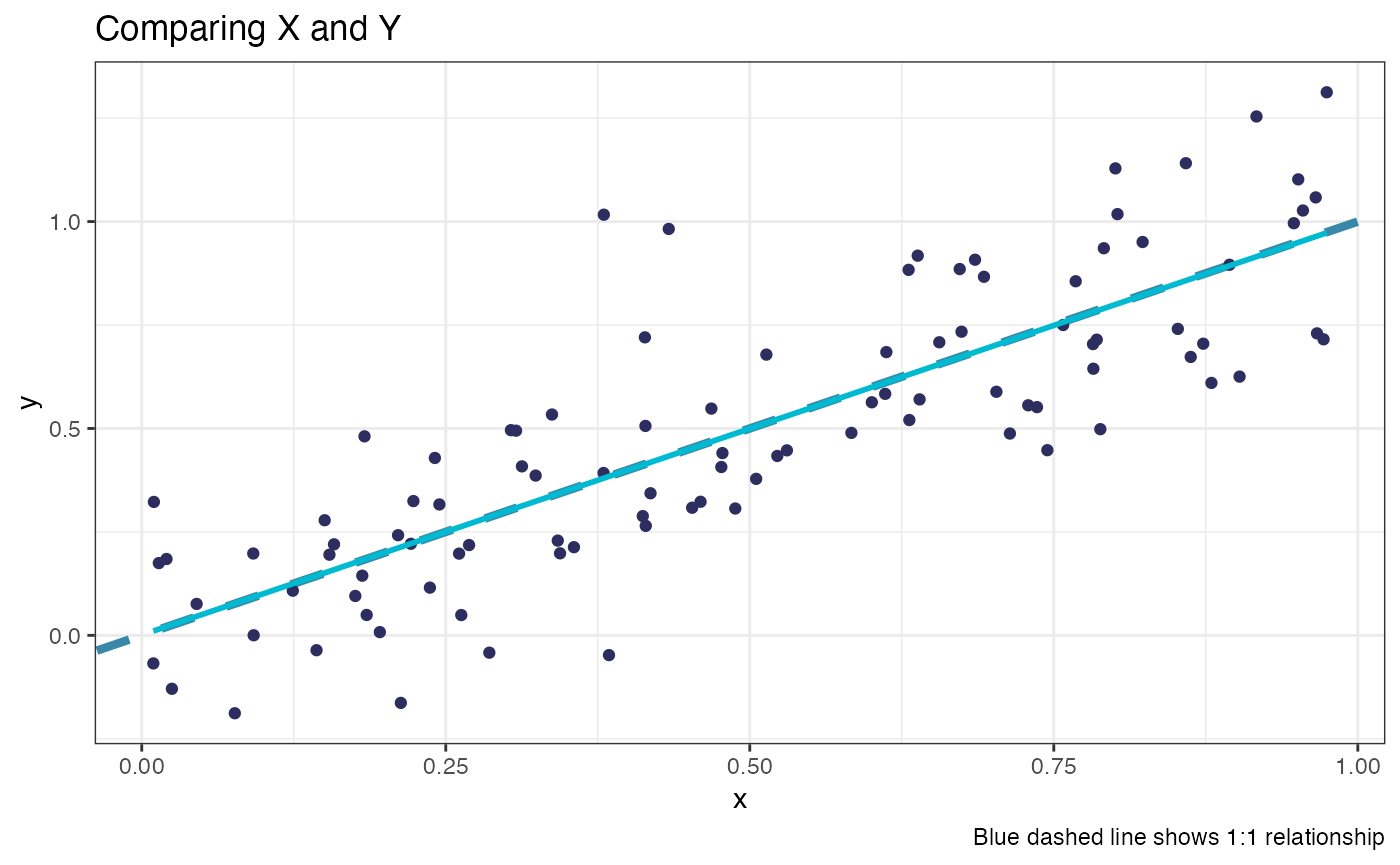 Comparing X and Y
1.0
0.5
0.0
y
0.00 0.25 0.50 0.75 1.00
x
Blue dashed line shows 1:1 relationship